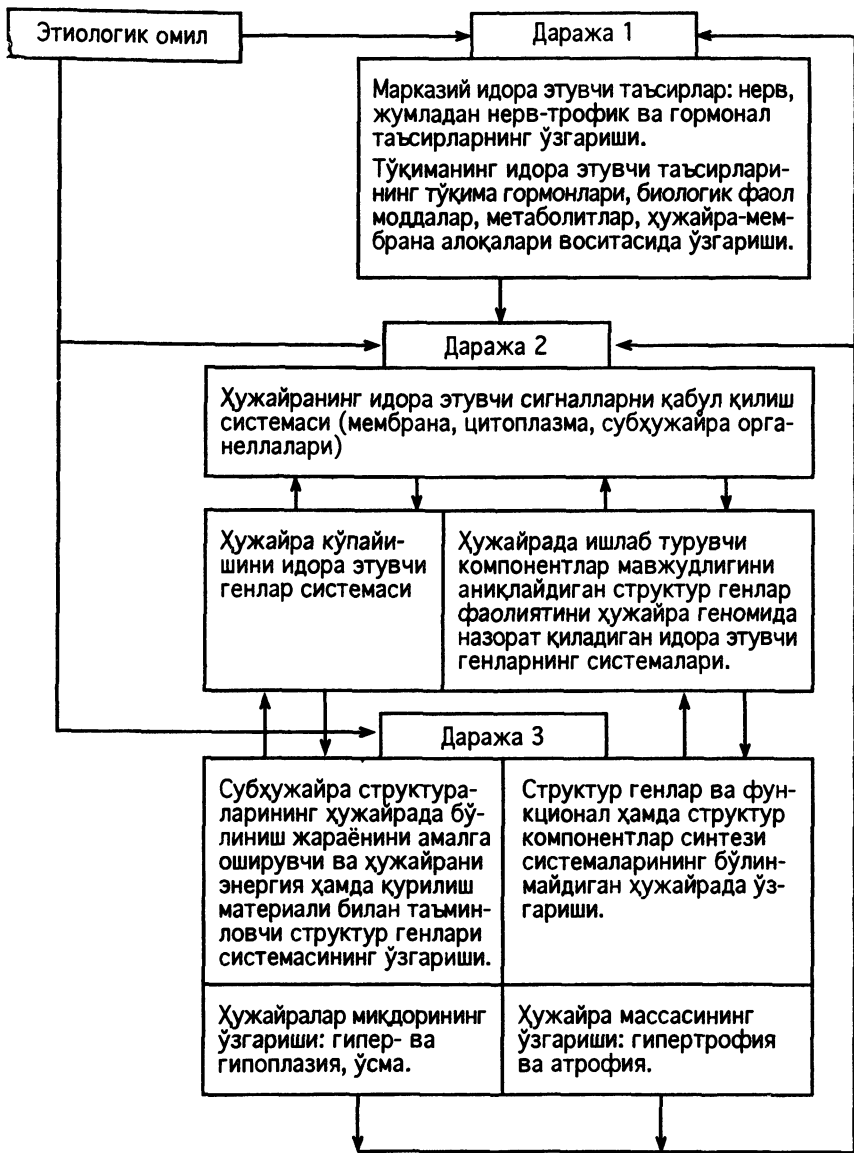 Этиологик омил
Даража 1
Марказий идора этувчи таъсирлар: нерв,
жумладан нерв-трофик ва гормонал
таъсирларнинг ўзгариши.
Тўқиманинг идора этувчи таъсирлари-
нинг тўқима гормонлари, биологик фаол
моддалар, метаболитлар, ҳужайра-мем-
брана алоқалари воситасида ўзгариши.
Даража 2
Ҳужайранинг идора этувчи сигналларни қабул қилиш
системаси (мембрана, цитоплазма, субҳужайра орга-
неллалари)
Ҳужайра кўпайи-
шини идора этувчи
генлар системаси
Ҳужайрада ишлаб турувчи
компонентлар мавжудлигини
аниқлайдиган структур генлар
фаолиятини ҳужайра геномида
назорат қиладиган идора этувчи
генларнинг системалари.
Даража 3
Субҳужайра структура-
ларининг ҳужайрада бў-
линиш жараёнини амалга
оширувчи ва ҳужайрани
энергия ҳамда қурилиш
материали билан таъмин-
ловчи структур генлари
системасининг ўзгариши.
Структур генлар ва фун-
кционал ҳамда структур
компонентлар синтези
системаларининг бўлин-
майдиган ҳужайрада ўз-
гариши.
Ҳужайралар миқдорининг
ўзгариши: гипер- ва
гипоплазия, ўсма.
Ҳужайра массасининг
ўзгариши: гипертрофия
ва атрофия.